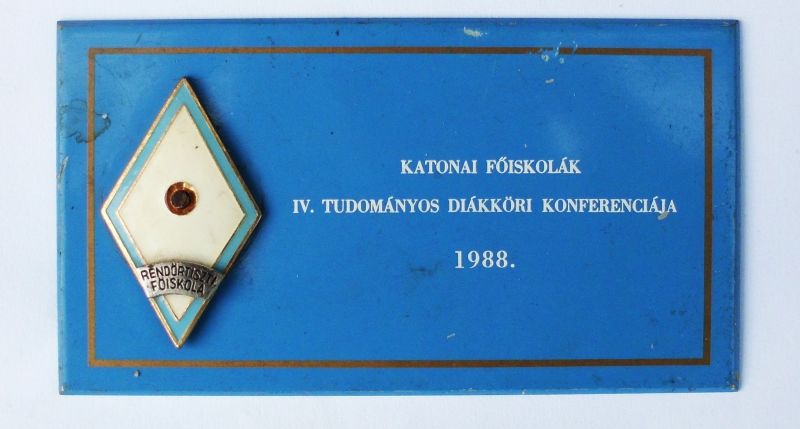 RENDŐRTISZTI
FŐISKOLA
KATONAI FŐISKOLÁK
IV. TUDOMÁNYOS DIÁKKÖRI KONFERENCIÁJA
1988.